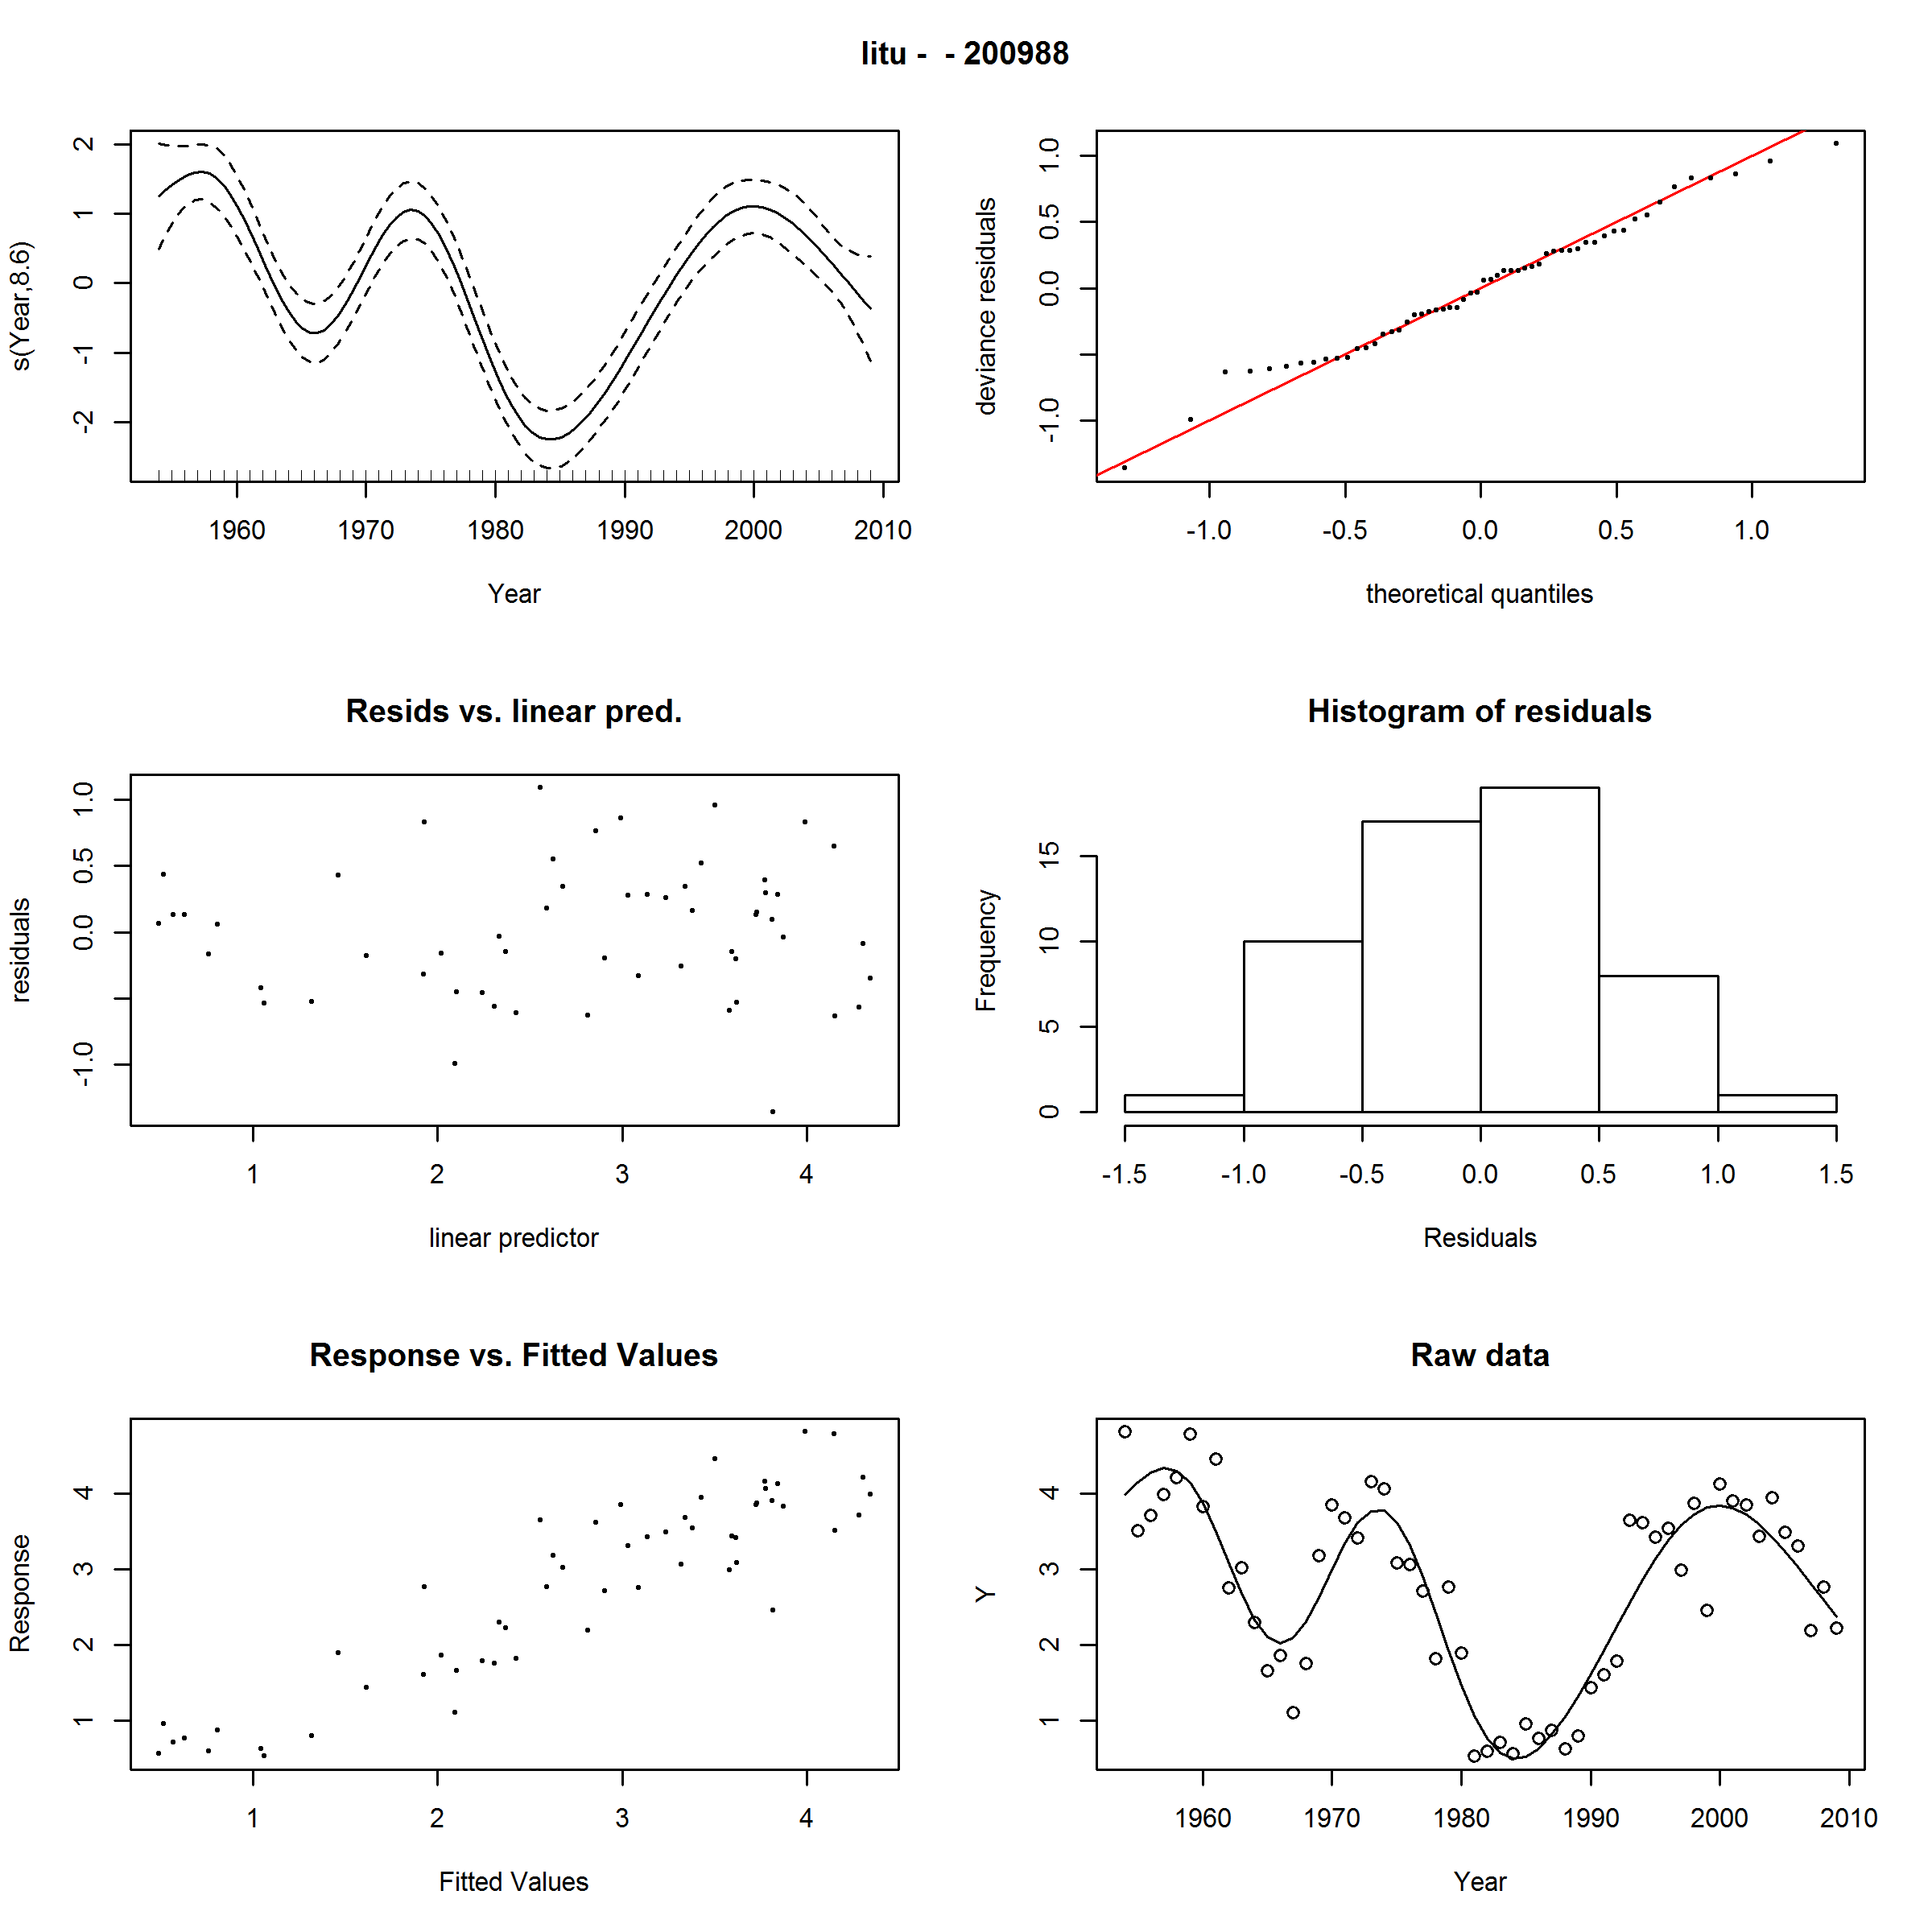 litu -  - 200988
s(Year,8.6)
2
1
0
-1
-2
1960 1970 1980 1990 2000 2010
Year
deviance residuals
1.0
0.5
0.0
-1.0
-1.0 -0.5 0.0 0.5 1.0
theoretical quantiles
Resids vs. linear pred.
residuals
1.0
0.5
0.0
-1.0
1 2 3 4
linear predictor
Histogram of residuals
Frequency
15
10
5
0
-1.5 -1.0 -0.5 0.0 0.5 1.0 1.5
Residuals
Response vs. Fitted Values
Response
4
3
2
1
1 2 3 4
Fitted Values
Raw data
Y
4
3
2
1
1960 1970 1980 1990 2000 2010
Year